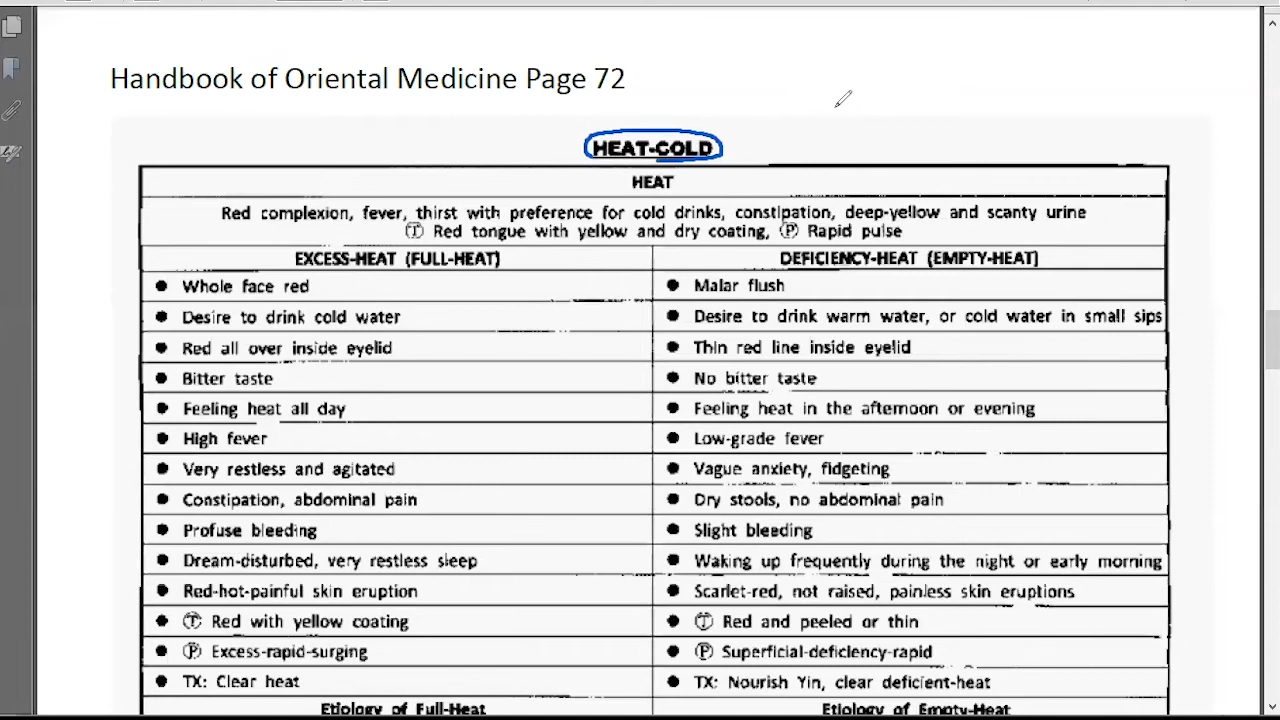 Handbook of Oriental Medicine Page 72
HEAT-COLD
HEAT
Red complexion, fever, thirst with preference for cold drinks, constipation, deep-yellow and scanty urine
Ⓣ Red tongue with yellow and dry coating, Ⓟ Rapid pulse
EXCESS-HEAT (FULL-HEAT) DEFICIENCY-HEAT (EMPTY-HEAT)
● Whole face red ● Malar flush
● Desire to drink cold water ● Desire to drink warm water, or cold water in small sips
● Red all over inside eyelid ● Thin red line inside eyelid
● Bitter taste ● No bitter taste
● Feeling heat all day ● Feeling heat in the afternoon or evening
● High fever ● Low-grade fever
● Very restless and agitated ● Vague anxiety, fidgeting
● Constipation, abdominal pain ● Dry stools, no abdominal pain
● Profuse bleeding ● Slight bleeding
● Dream-disturbed, very restless sleep ● Waking up frequently during the night or early morning
● Red-hot-painful skin eruption ● Scarlet-red, not raised, painless skin eruptions
● Ⓣ Red with yellow coating ● Ⓣ Red and peeled or thin
● Ⓟ Excess-rapid-surging ● Ⓟ Superficial-deficiency-rapid
● TX: Clear heat ● TX: Nourish Yin, clear deficient-heat
Etiology of Full-Heat Etiology of Empty-Heat